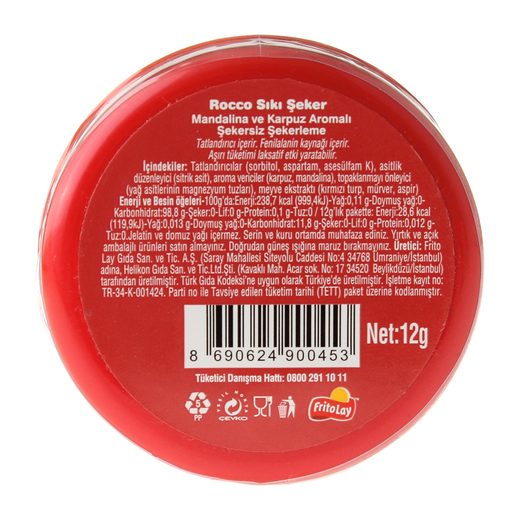 Rocco Sıkı Şeker
Mandalina ve Karpuz Aromalı
Şekersiz Şekerleme
Tatlandırıcı içerir. Fenilalanin kaynağı içerir.
Aşırı tüketimi laksatif etki yaratabilir.
İçindekiler: Tatlandırıcılar (sorbitol, aspartam, asesülfam K), asitlik
düzenleyici (sitrik asit), aroma vericiler (karpuz, mandalina), topaklanmayı önleyici
(yağ asitlerinin magnezyum tuzları), meyve ekstraktı (kırmızı turp, mürver, aspir)
Enerji ve Besin öğeleri-100g'da:Enerji:238,7 kcal (999,4kJ)-Yağ:0,11 g-Doymuş yağ:0-
Karbonhidrat:98,8 g-Şeker:0-Lif:0 g-Protein:0,1 g-Tuz:0 / 12g'lık pakette: Enerji:28,6 kcal
(119,9kJ)-Yağ:0,013 g-Doymuş yağ:0-Karbonhidrat:11,8 g-Şeker:0-Lif:0 g-Protein:0,012 g-
Tuz:0.Jelatin ve domuz yağı içermez. Serin ve kuru ortamda muhafaza ediniz. Yırtık ve açık
ambalajlı ürünleri satın almayınız. Doğrudan güneş ışığına maruz bırakmayınız. Üretici: Frito
Lay Gıda San. ve Tic. A.Ş. (Saray Mahallesi Siteyolu Caddesi No:4 34768 Ümraniye/İstanbul)
adına, Helikon Gıda San. ve Tic.Ltd.Şti. (Kavaklı Mah. Acar sok. No: 17 34520 Beylikdüzü/İstanbul)
tarafından üretilmiştir. Türk Gıda Kodeksi'ne uygun olarak Türkiye'de üretilmiştir. İşletme kayıt no:
TR-34-K-001424. Parti no ile Tavsiye edilen tüketim tarihi (TETT) paket üzerine kodlanmıştır.
Net:12g
8 690624 900453
Tüketici Danışma Hattı: 0800 291 10 11
5
PP
ÇEVKO
Frito Lay